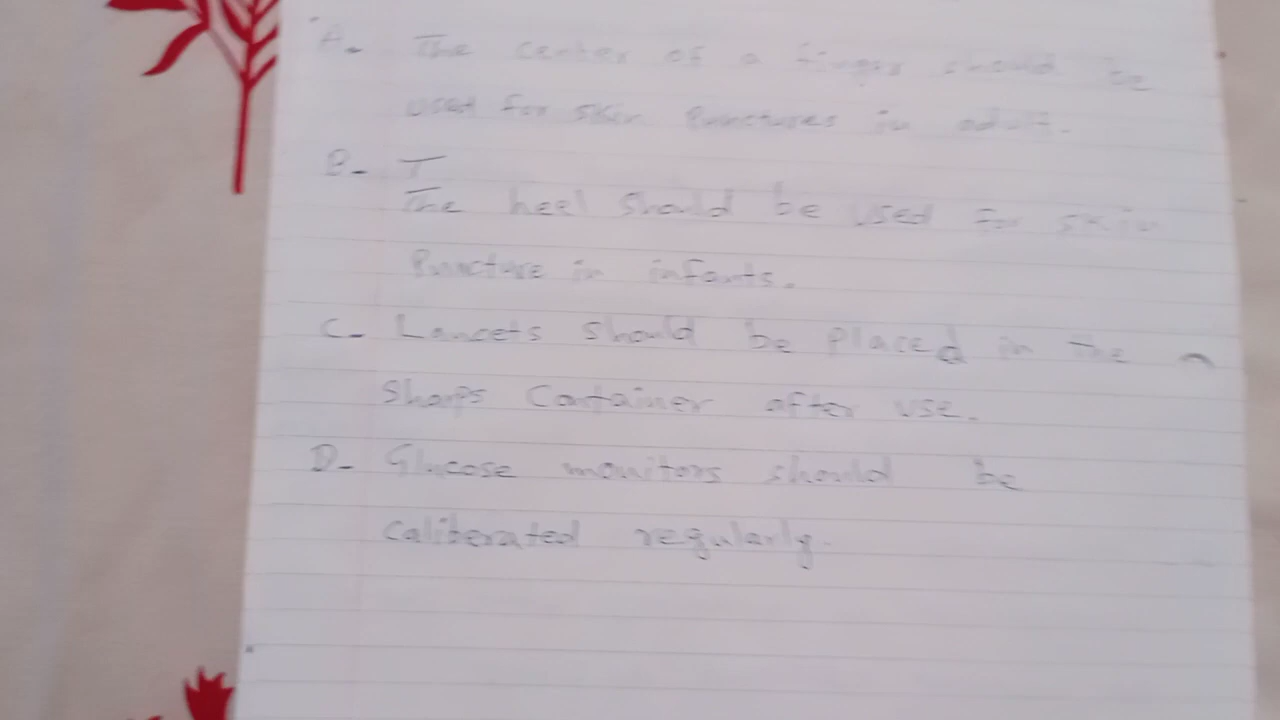 A- The center of a finger should be
used for skin Punctures in adult.
B- T
The heel should be used for skin
Puncture in infants.
C- Lancets should be placed in the
Sharps Container after use.
D- Glucose monitors should be
caliberated regularly.